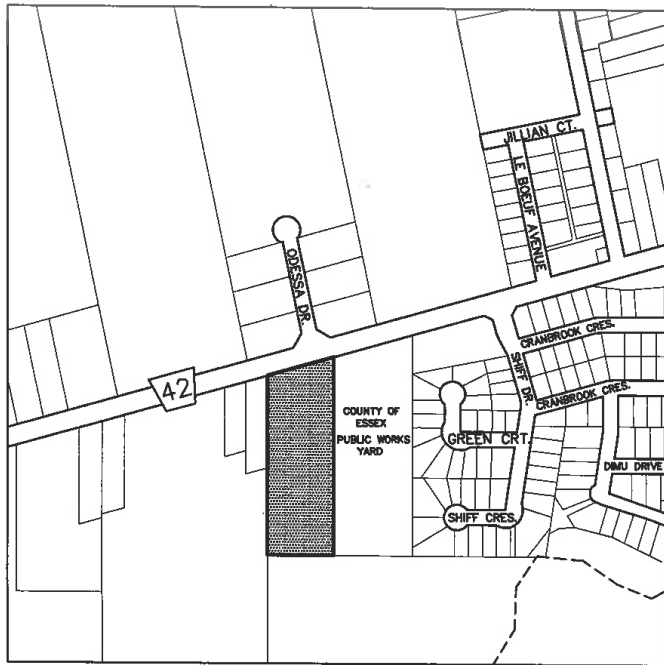 JILLIAN CT.
LE BOEUF AVENUE
ODESSA DR.
CRANBROOK CRES.
SHIFF DR.
42
CRANBROOK CRES.
COUNTY OF
ESSEX
PUBLIC WORKS
YARD
GREEN CRT.
DIMU DRIVE
SHIFF CRES.